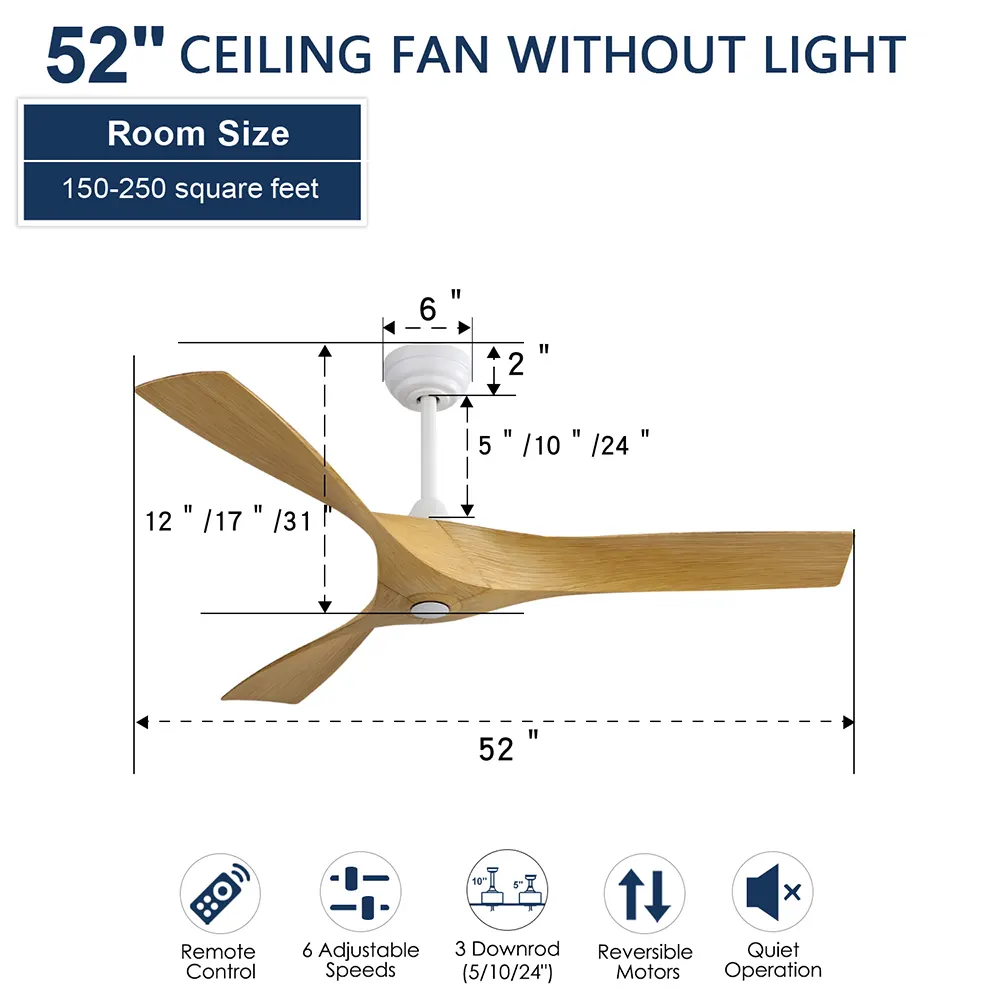 52" CEILING FAN WITHOUT LIGHT
Room Size
150-250 square feet
6 "
2 "
5 "/10 "/24 "
12 "/17 "/31 "
52 "
10"
5"
Remote
Control
6 Adjustable
Speeds
3 Downrod
(5/10/24")
Reversible
Motors
Quiet
Operation